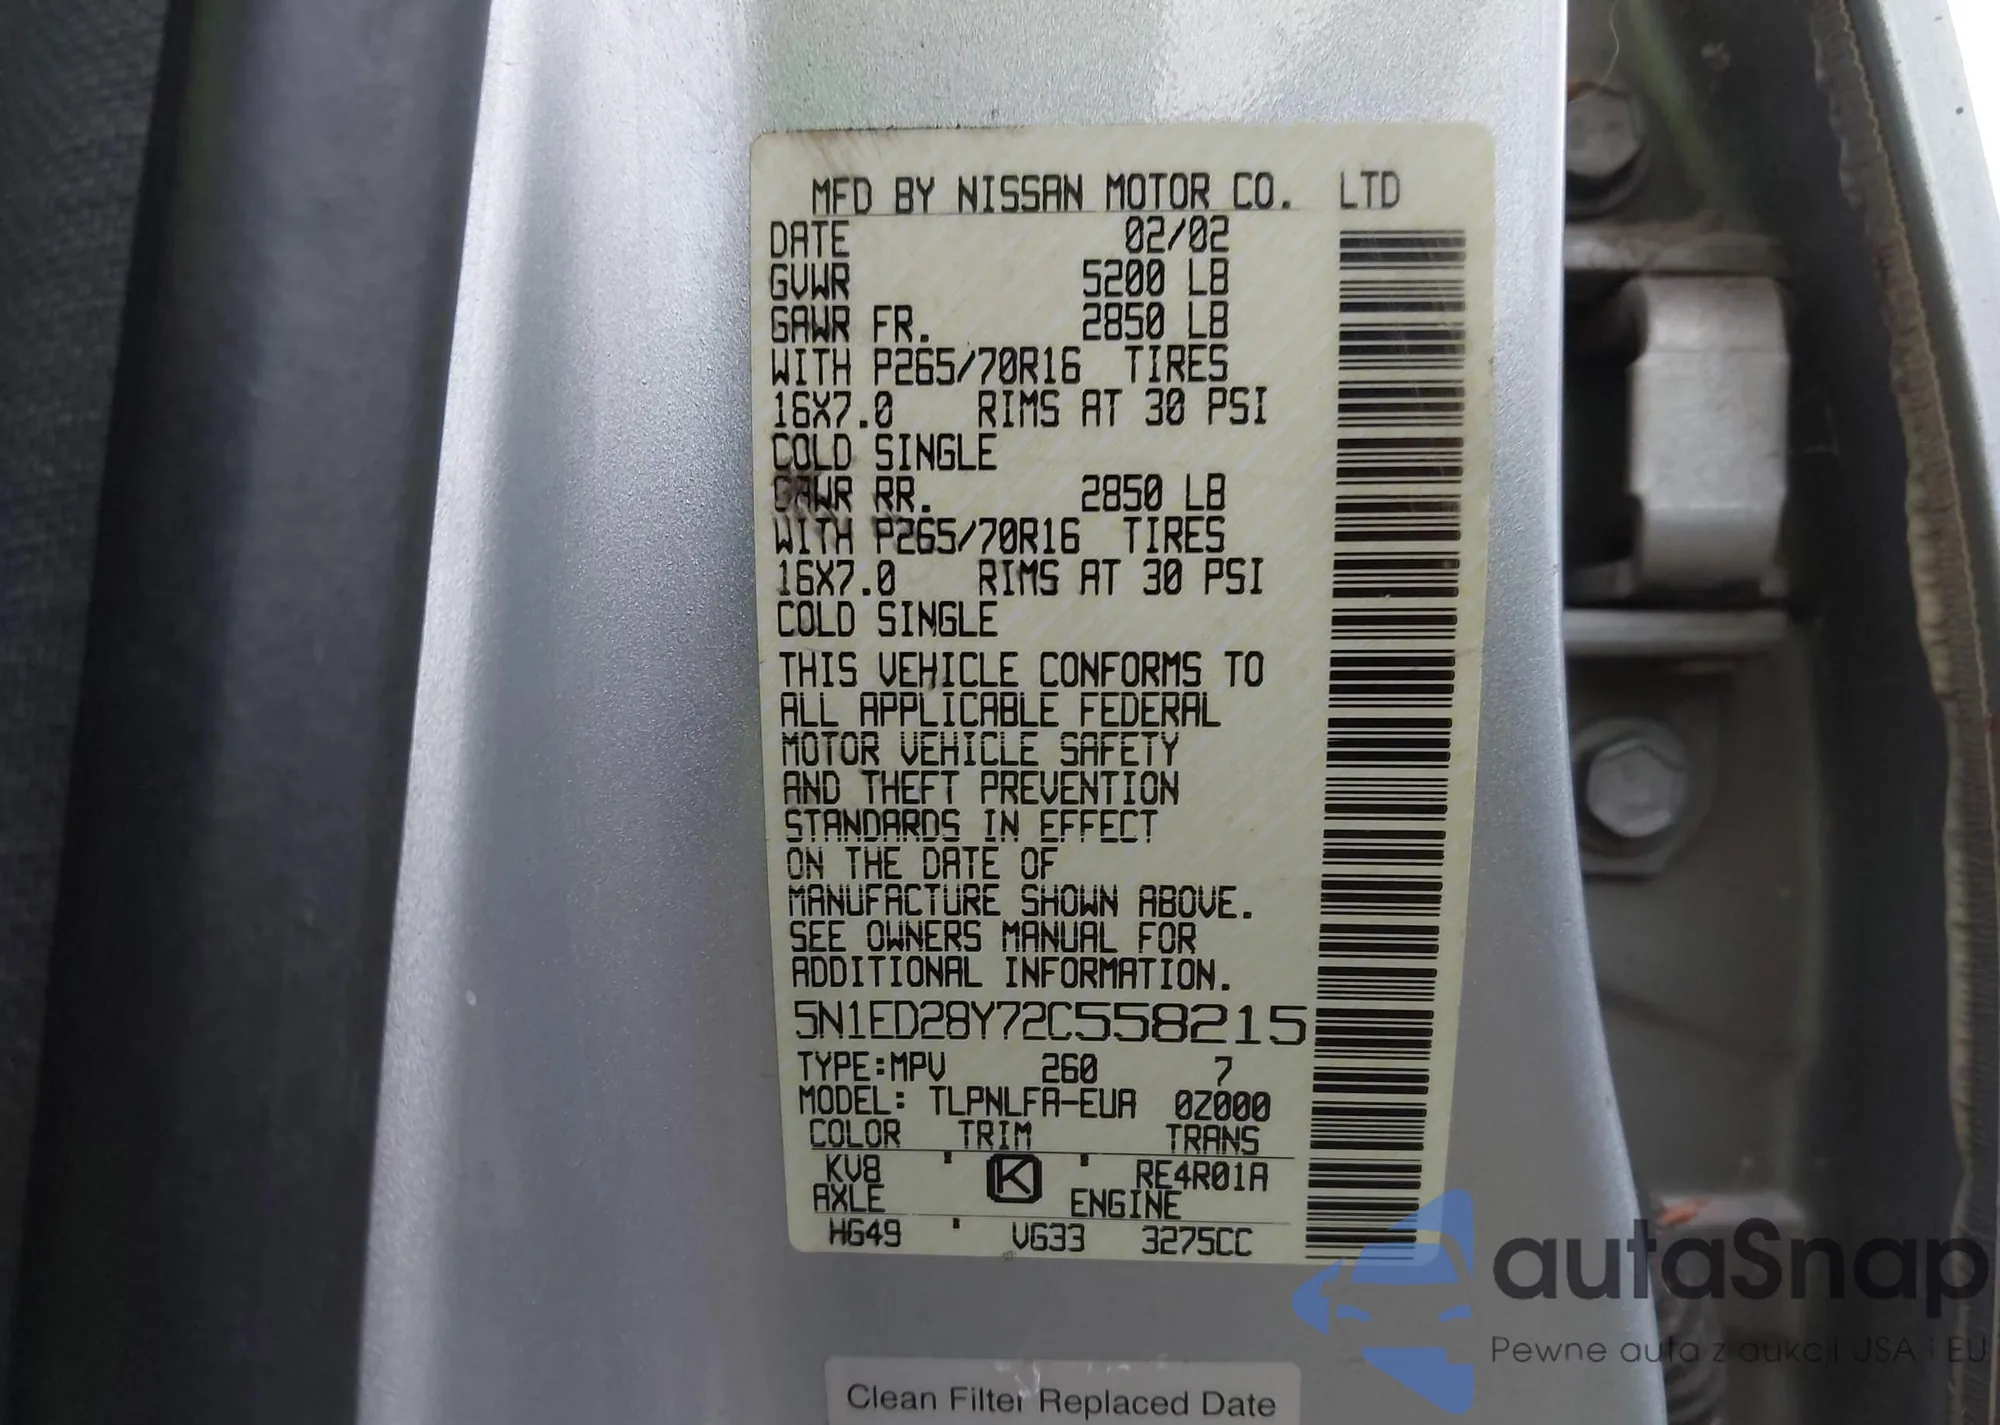 MFD BY NISSAN MOTOR CO. LTD
DATE 02/02
GVWR 5200 LB
GAWR FR. 2850 LB
WITH P265/70R16 TIRES
16X7.0 RIMS AT 30 PSI
COLD SINGLE
GAWR RR. 2850 LB
WITH P265/70R16 TIRES
16X7.0 RIMS AT 30 PSI
COLD SINGLE
THIS VEHICLE CONFORMS TO
ALL APPLICABLE FEDERAL
MOTOR VEHICLE SAFETY
AND THEFT PREVENTION
STANDARDS IN EFFECT
ON THE DATE OF
MANUFACTURE SHOWN ABOVE.
SEE OWNERS MANUAL FOR
ADDITIONAL INFORMATION.
5N1ED28Y72C558215
TYPE:MPV 260 7
MODEL: TLPNLFA-EUA 0Z000
COLOR TRIM TRANS
KV8 K RE4R01A
AXLE ENGINE
HG49 VG33 3275CC
autaSnap
Pewne auta z aukcji USA i EU
Clean Filter Replaced Date